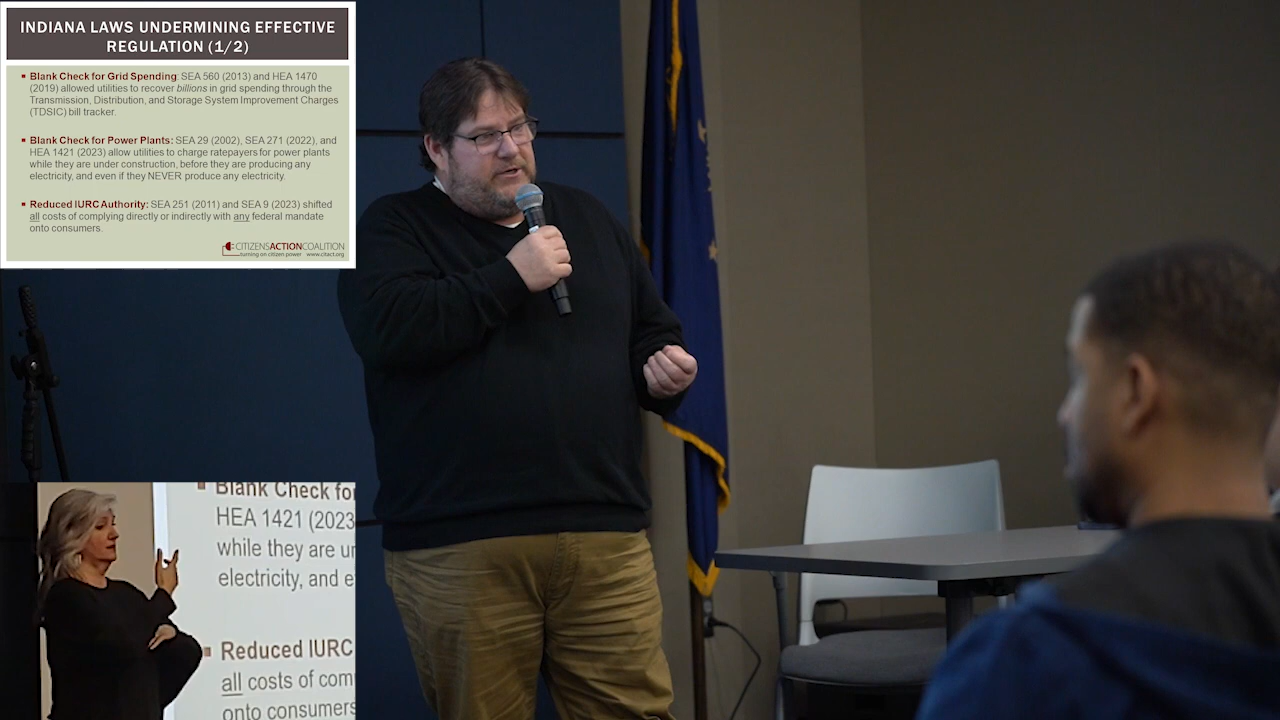 INDIANA LAWS UNDERMINING EFFECTIVE
REGULATION (1/2)
▪ Blank Check for Grid Spending: SEA 560 (2013) and HEA 1470
(2019) allowed utilities to recover billions in grid spending through the
Transmission, Distribution, and Storage System Improvement Charges
(TDSIC) bill tracker.
▪ Blank Check for Power Plants: SEA 29 (2002), SEA 271 (2022), and
HEA 1421 (2023) allow utilities to charge ratepayers for power plants
while they are under construction, before they are producing any
electricity, and even if they NEVER produce any electricity.
▪ Reduced IURC Authority: SEA 251 (2011) and SEA 9 (2023) shifted
all costs of complying directly or indirectly with any federal mandate
onto consumers.
CITIZENSACTIONCOALITION
turning on citizen power www.citact.org
▪ Blank Check for
HEA 1421 (2023
while they are un
electricity, and e
▪ Reduced IURC
all costs of com
onto consumers